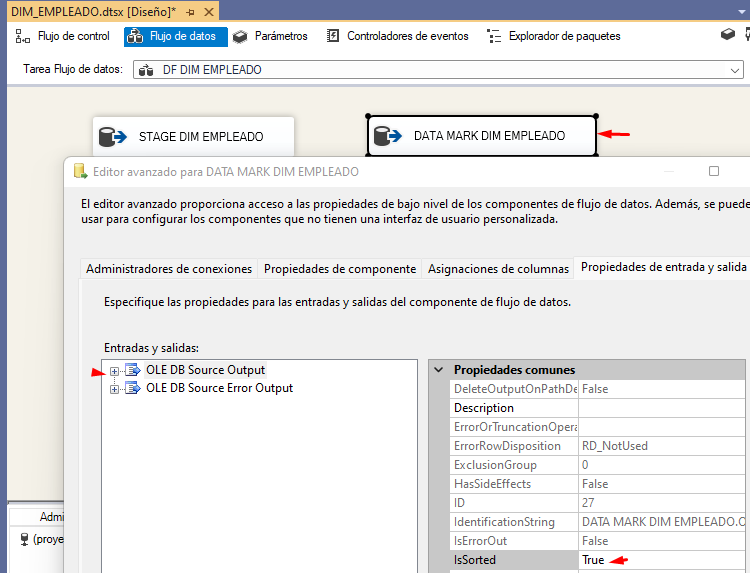 DIM_EMPLEADO.dtsx [Diseño]*
Flujo de control Flujo de datos Parámetros Controladores de eventos Explorador de paquetes
Tarea Flujo de datos: DF DIM EMPLEADO
STAGE DIM EMPLEADO DATA MARK DIM EMPLEADO
Editor avanzado para DATA MARK DIM EMPLEADO
El editor avanzado proporciona acceso a las propiedades de bajo nivel de los componentes de flujo de datos. Además, se puede
usar para configurar los componentes que no tienen una interfaz de usuario personalizada.
Administradores de conexiones Propiedades de componente Asignaciones de columnas Propiedades de entrada y salida
Especifique las propiedades para las entradas y salidas del componente de flujo de datos.
Entradas y salidas:
OLE DB Source Output
OLE DB Source Error Output
Propiedades comunes
DeleteOutputOnPathDe False
Description
ErrorOrTruncationOpera
ErrorRowDisposition RD_NotUsed
ExclusionGroup 0
HasSideEffects False
ID 27
IdentificationString DATA MARK DIM EMPLEADO.O
IsErrorOut False
IsSorted True
Admi
(proye